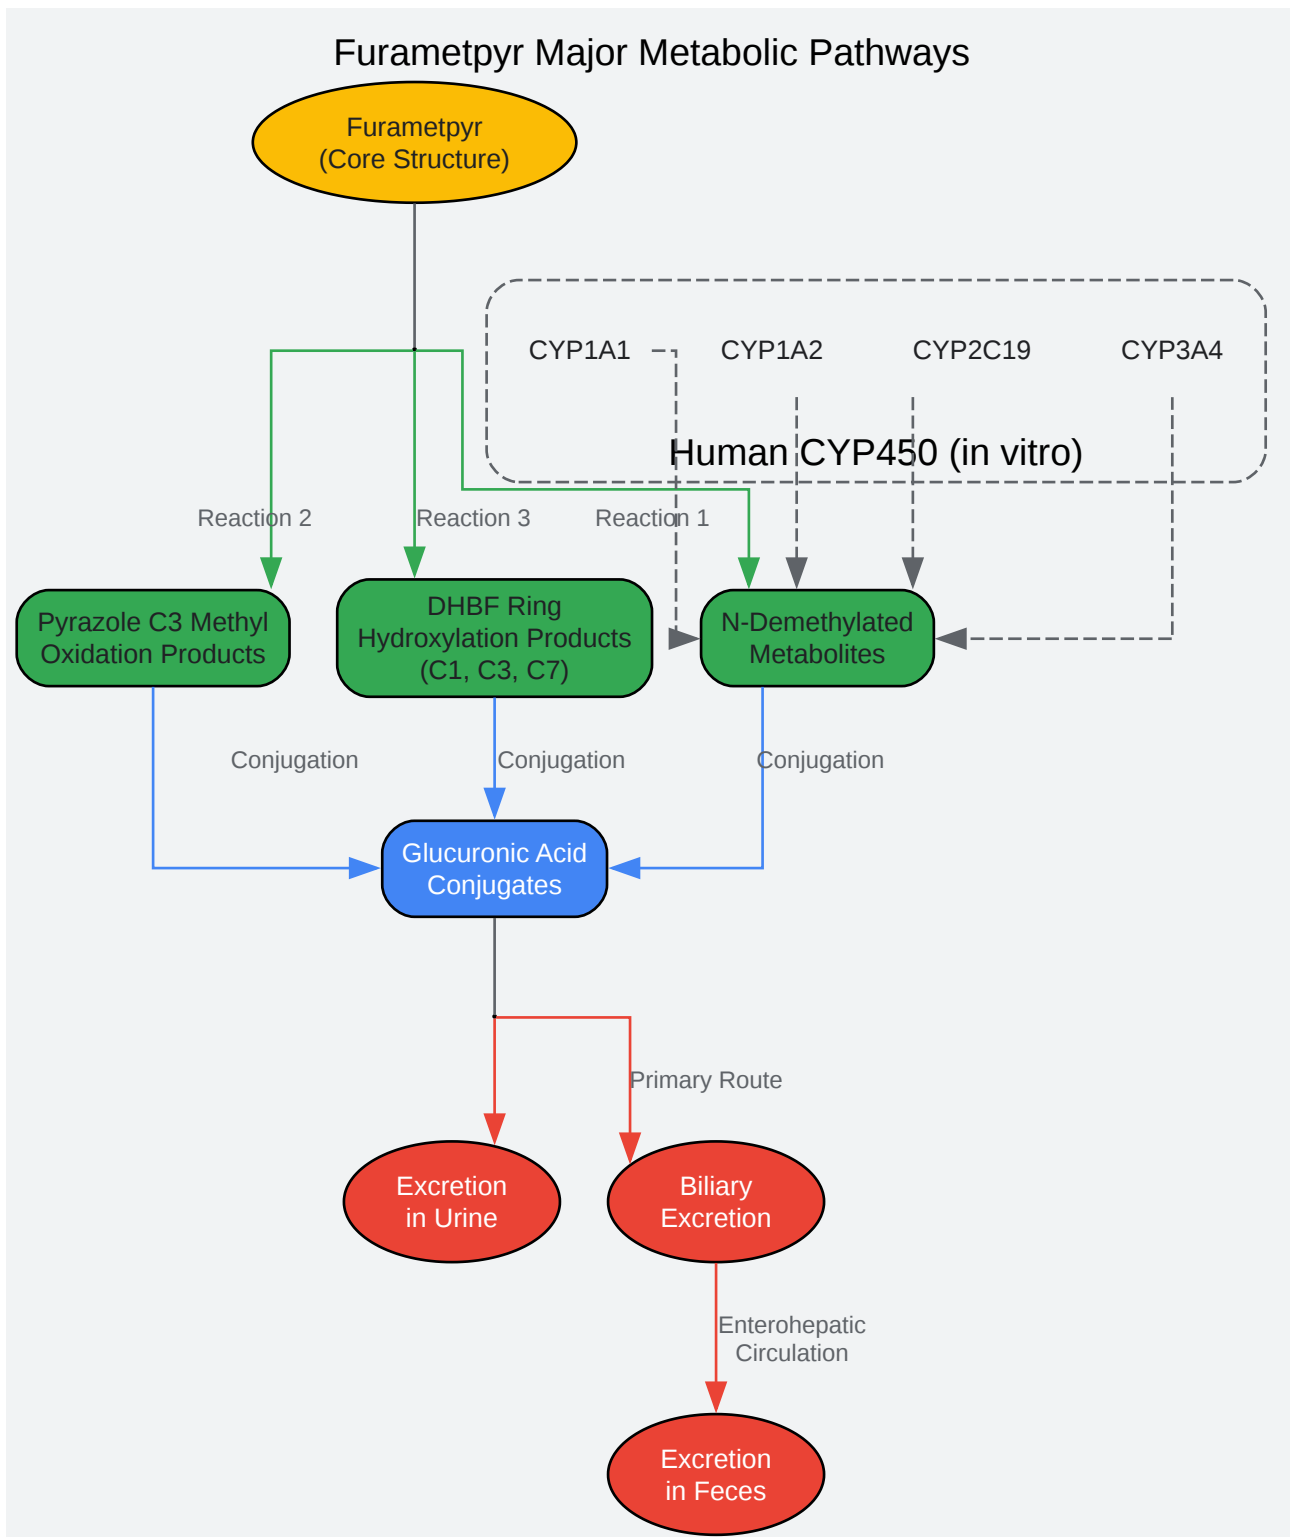 Furametpyr Major Metabolic Pathways
Furametpyr
(Core Structure)
CYP1A1
CYP1A2
CYP2C19
CYP3A4
Human CYP450 (in vitro)
Reaction 2
Reaction 3
Reaction 1
Pyrazole C3 Methyl
Oxidation Products
DHBF Ring
Hydroxylation Products
(C1, C3, C7)
N-Demethylated
Metabolites
Conjugation
Conjugation
Conjugation
Glucuronic Acid
Conjugates
Primary Route
Excretion
in Urine
Biliary
Excretion
Enterohepatic
Circulation
Excretion
in Feces